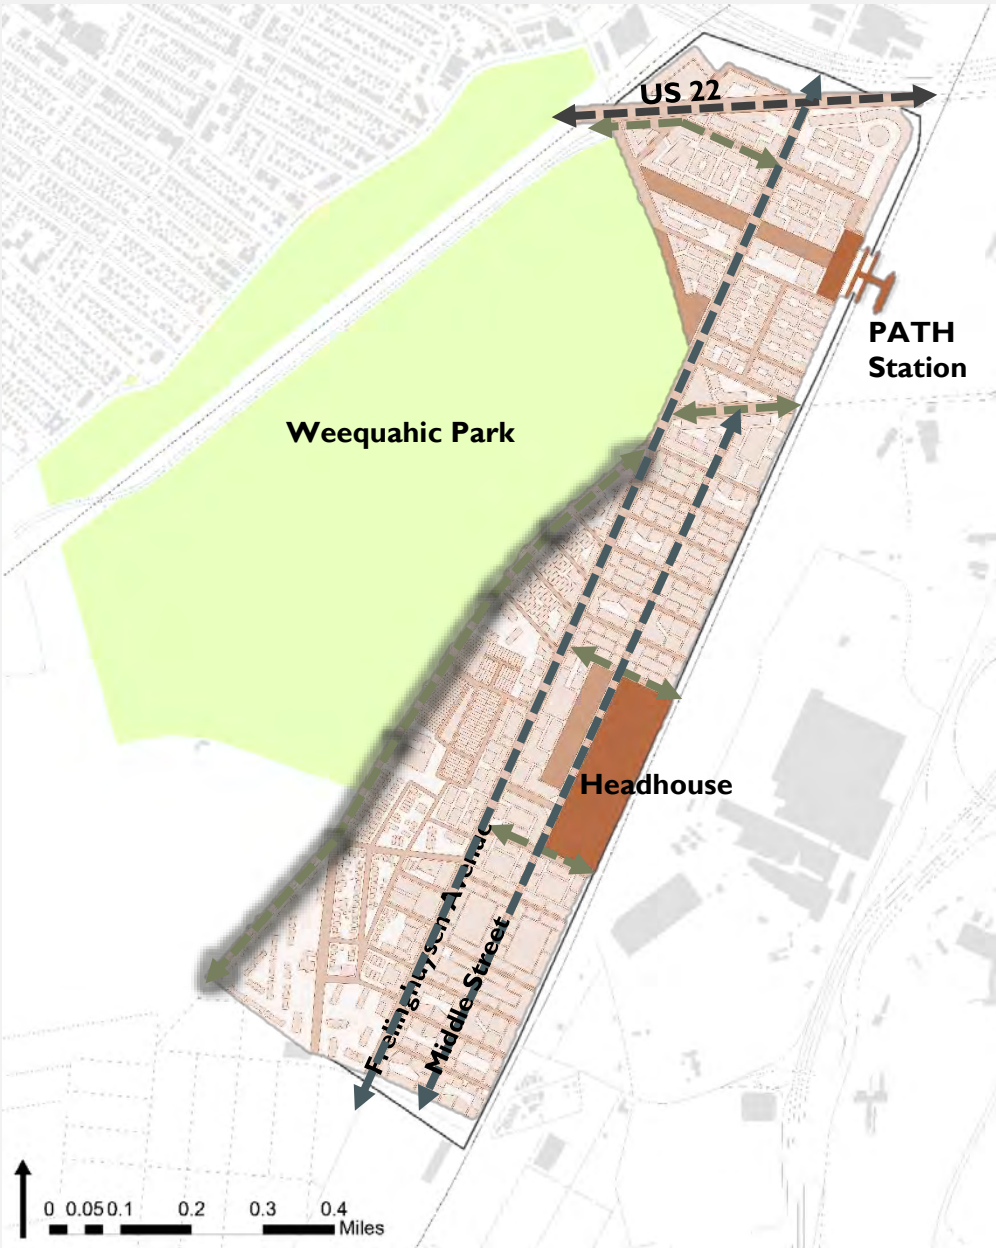 US 22
PATH
Station
Weequahic Park
Headhouse
Frelinghuysen Avenue
Middle Street
0 0.05 0.1 0.2 0.3 0.4
Miles